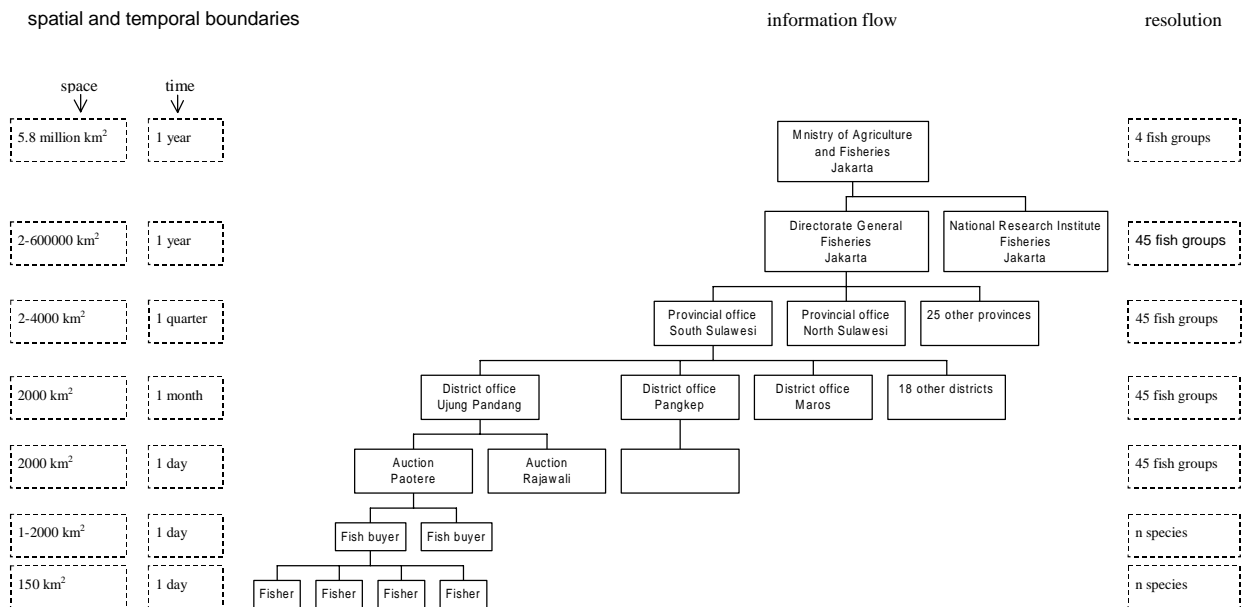 spatial and temporal boundaries
information flow
resolution
space
time
5.8 million km²
1 year
Mnistry of Agriculture
and Fisheries
Jakarta
4 fish groups
2-600000 km²
1 year
Directorate General
Fisheries
Jakarta
National Research Institute
Fisheries
Jakarta
45 fish groups
2-4000 km²
1 quarter
Provincial office
South Sulawesi
Provincial office
North Sulawesi
25 other provinces
45 fish groups
2000 km²
1 month
District office
Ujung Pandang
District office
Pangkep
District office
Maros
18 other districts
45 fish groups
2000 km²
1 day
Auction
Paotere
Auction
Rajawali
45 fish groups
1-2000 km²
1 day
Fish buyer
Fish buyer
n species
150 km²
1 day
Fisher
Fisher
Fisher
Fisher
n species